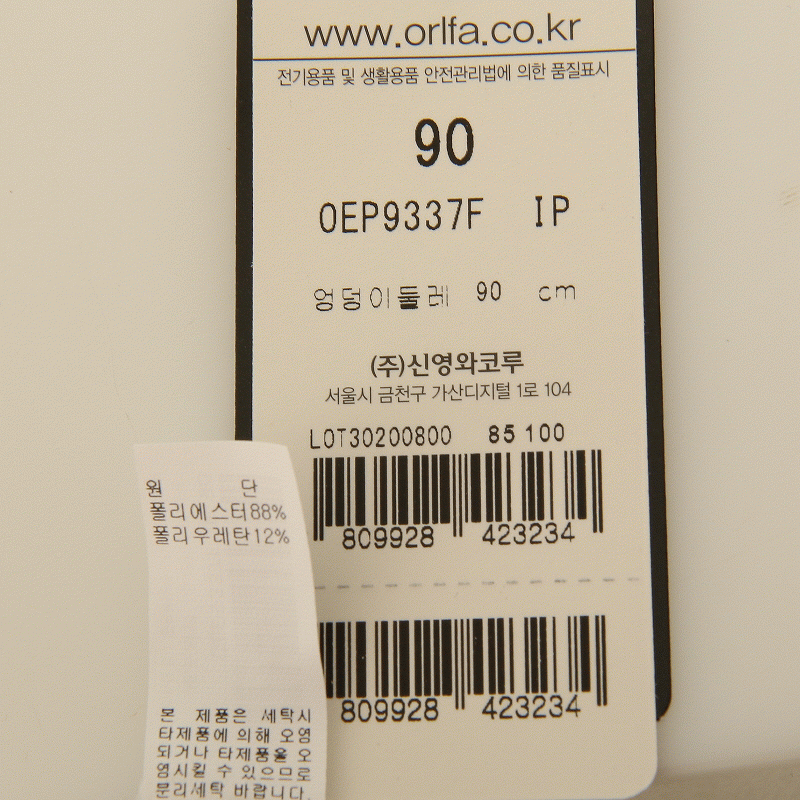 www.orlfa.co.kr
전기용품 및 생활용품 안전관리법에 의한 품질표시
90
OEP9337F IP
엉덩이둘레 90 cm
(주)신영와코루
서울시 금천구 가산디지털 1로 104
LOT30200800 85 100
809928 423234
809928 423234
원 단
폴리에스터88%
폴리우레탄12%
본 제품은 세탁시
타제품에 의해 오염
되거나 타제품을 오
염시킬 수 있으므로
분리세탁 바랍니다.